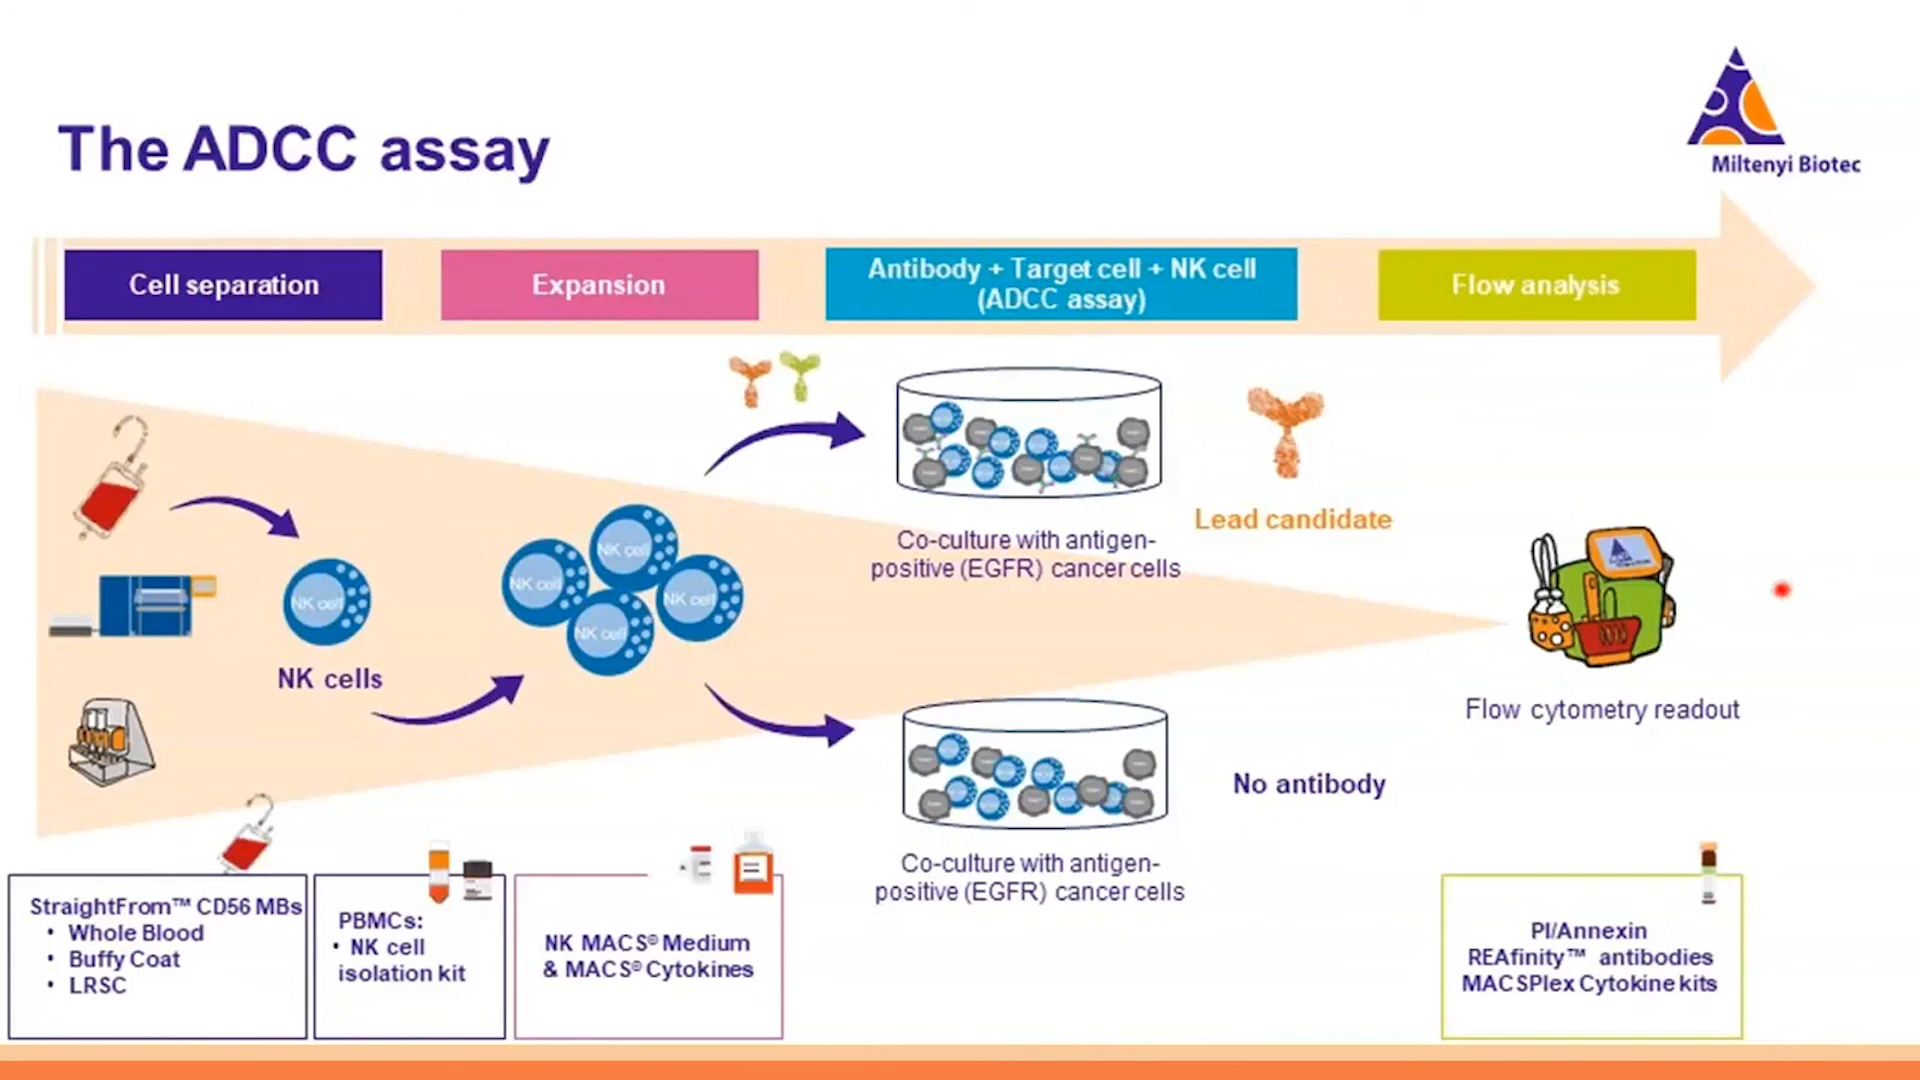 The ADCC assay
Miltenyi Biotec
Cell separation
Expansion
Antibody + Target cell + NK cell
(ADCC assay)
Flow analysis
NK cell
NK cells
NK cell
NK cell
NK cell
NK cell
Co-culture with antigen-
positive (EGFR) cancer cells
Lead candidate
Co-culture with antigen-
positive (EGFR) cancer cells
No antibody
Flow cytometry readout
StraightFrom™ CD56 MBs
• Whole Blood
• Buffy Coat
• LRSC
PBMCs:
• NK cell
isolation kit
NK MACS® Medium
& MACS® Cytokines
PI/Annexin
REAfinity™ antibodies
MACSPlex Cytokine kits